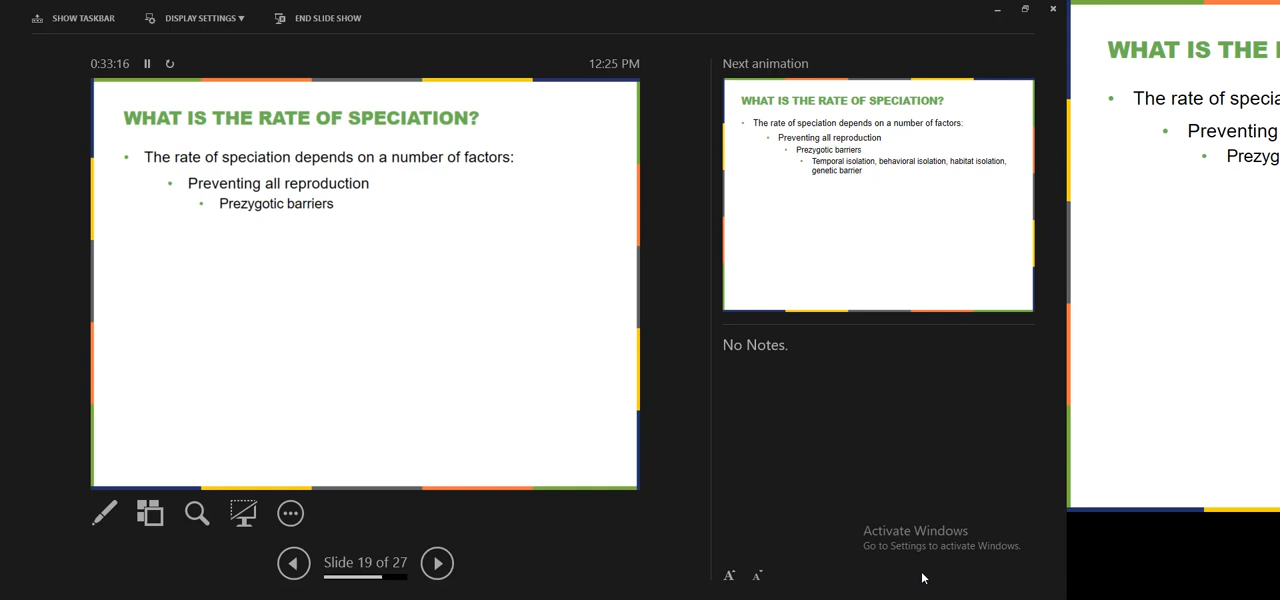 SHOW TASKBAR
DISPLAY SETTINGS ▼
END SLIDE SHOW
0:33:16
12:25 PM
WHAT IS THE RATE OF SPECIATION?
• The rate of speciation depends on a number of factors:
• Preventing all reproduction
• Prezygotic barriers
Slide 19 of 27
Next animation
WHAT IS THE RATE OF SPECIATION?
• The rate of speciation depends on a number of factors:
• Preventing all reproduction
• Prezygotic barriers
• Temporal isolation, behavioral isolation, habitat isolation,
genetic barrier
No Notes.
Activate Windows
Go to Settings to activate Windows.
A A
WHAT IS THE
• The rate of specia
• Preventing
• Prezyg